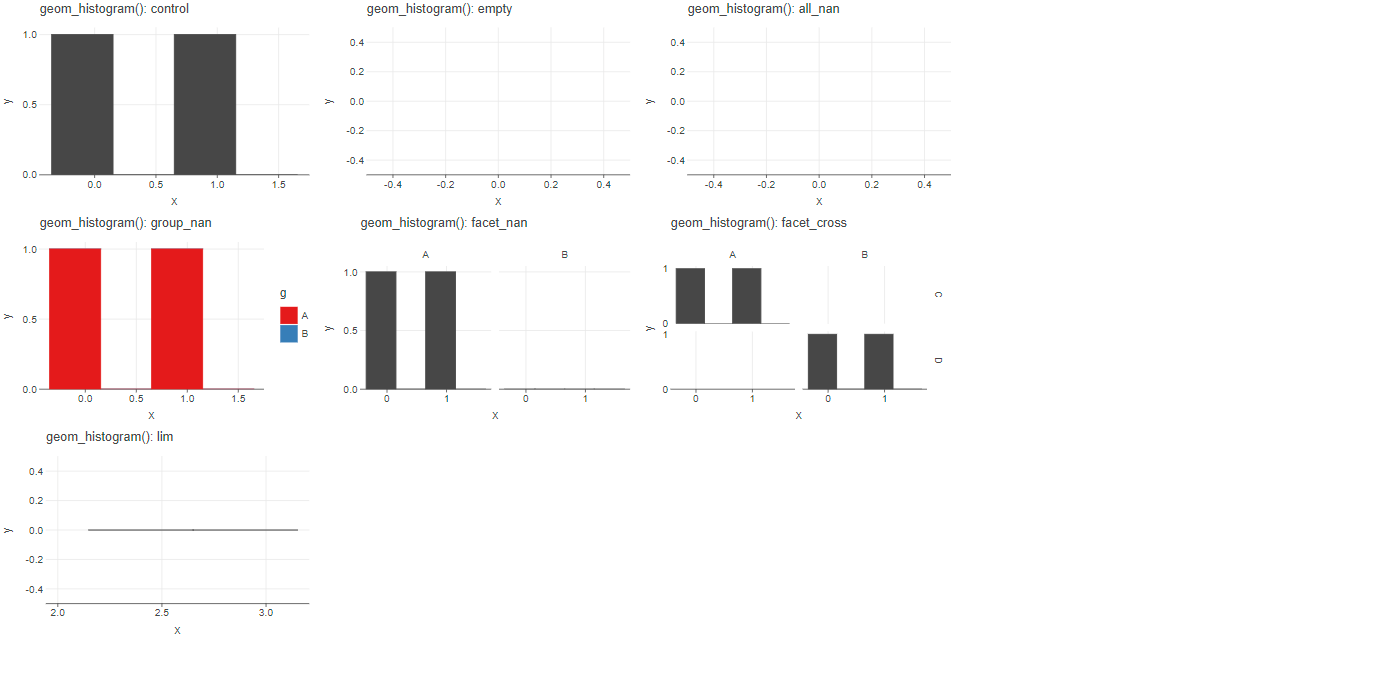 geom_histogram(): control
1.0
0.5
0.0
y
0.0 0.5 1.0 1.5
X
geom_histogram(): empty
0.4
0.2
0.0
-0.2
-0.4
y
-0.4 -0.2 0.0 0.2 0.4
X
geom_histogram(): all_nan
0.4
0.2
0.0
-0.2
-0.4
y
-0.4 -0.2 0.0 0.2 0.4
X
geom_histogram(): group_nan
1.0
0.5
0.0
y
0.0 0.5 1.0 1.5
X
g
A
B
geom_histogram(): facet_nan
A B
1.0
0.5
0.0
y
0 1 0 1
X
geom_histogram(): facet_cross
A B
1
0
C
y
1
0
D
0 1 0 1
X
geom_histogram(): lim
0.4
0.2
0.0
-0.2
-0.4
y
2.0 2.5 3.0
X